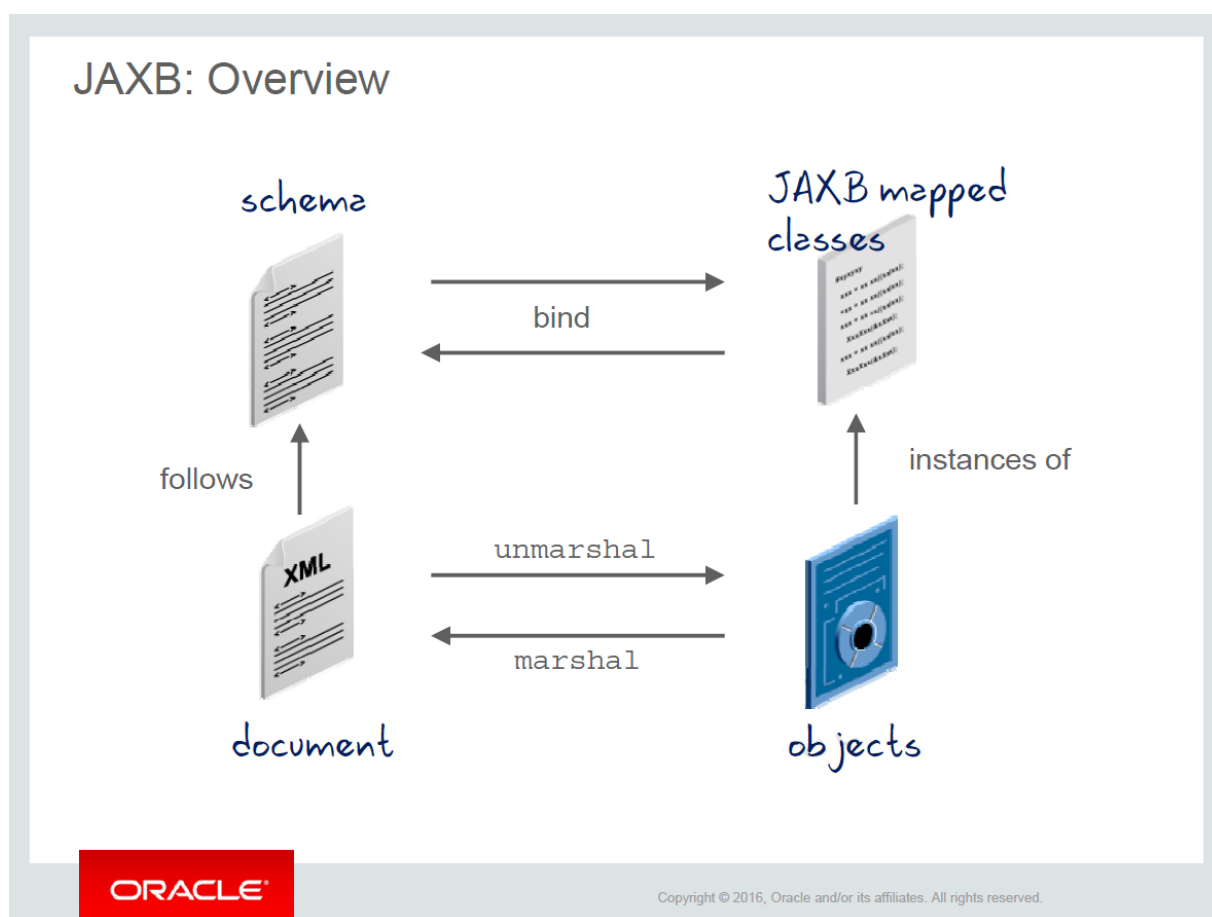 JAXB: Overview
schema
JAXB mapped
classes
bind
follows
instances of
XML
unmarshal
marshal
document
objects
ORACLE®
Copyright © 2016, Oracle and/or its affiliates. All rights reserved.